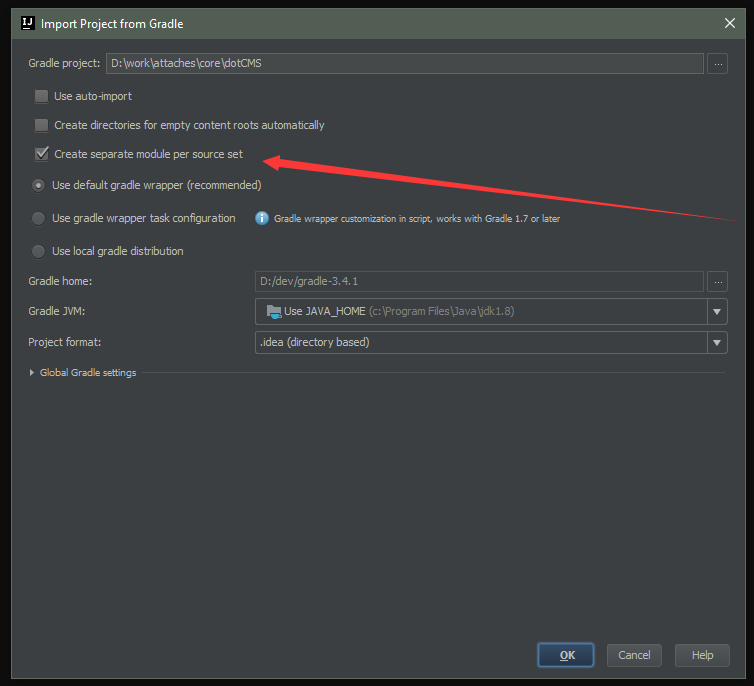 IJ Import Project from Gradle
Gradle project: D:\work\attaches\core\dotCMS ...
Use auto-import
Create directories for empty content roots automatically
Create separate module per source set
Use default gradle wrapper (recommended)
Use gradle wrapper task configuration i Gradle wrapper customization in script, works with Gradle 1.7 or later
Use local gradle distribution
Gradle home: D:/dev/gradle-3.4.1 ...
Gradle JVM: Use JAVA_HOME (c:\Program Files\Java\jdk1.8)
Project format: .idea (directory based)
Global Gradle settings
OK Cancel Help